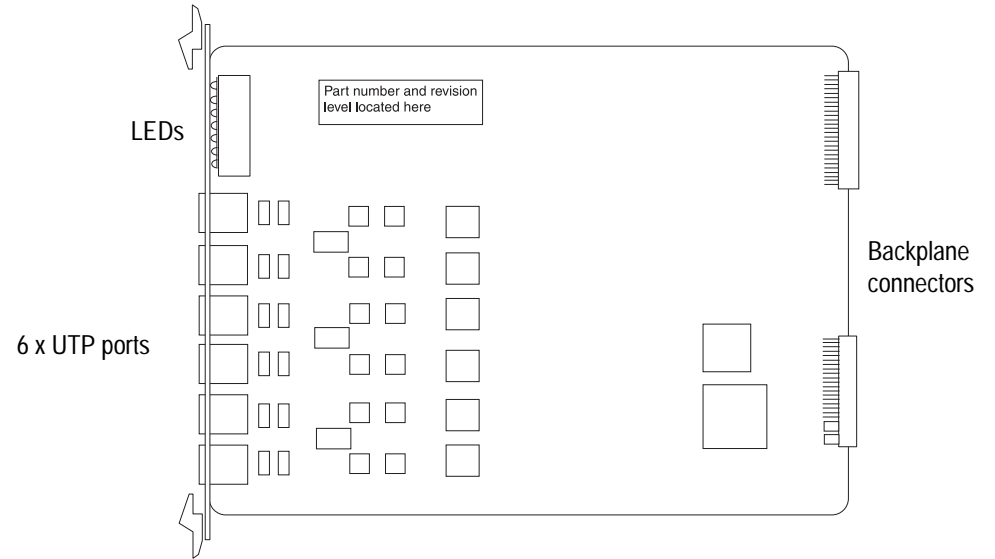 Part number and revision
level located here
LEDs
Backplane
connectors
6 x UTP ports